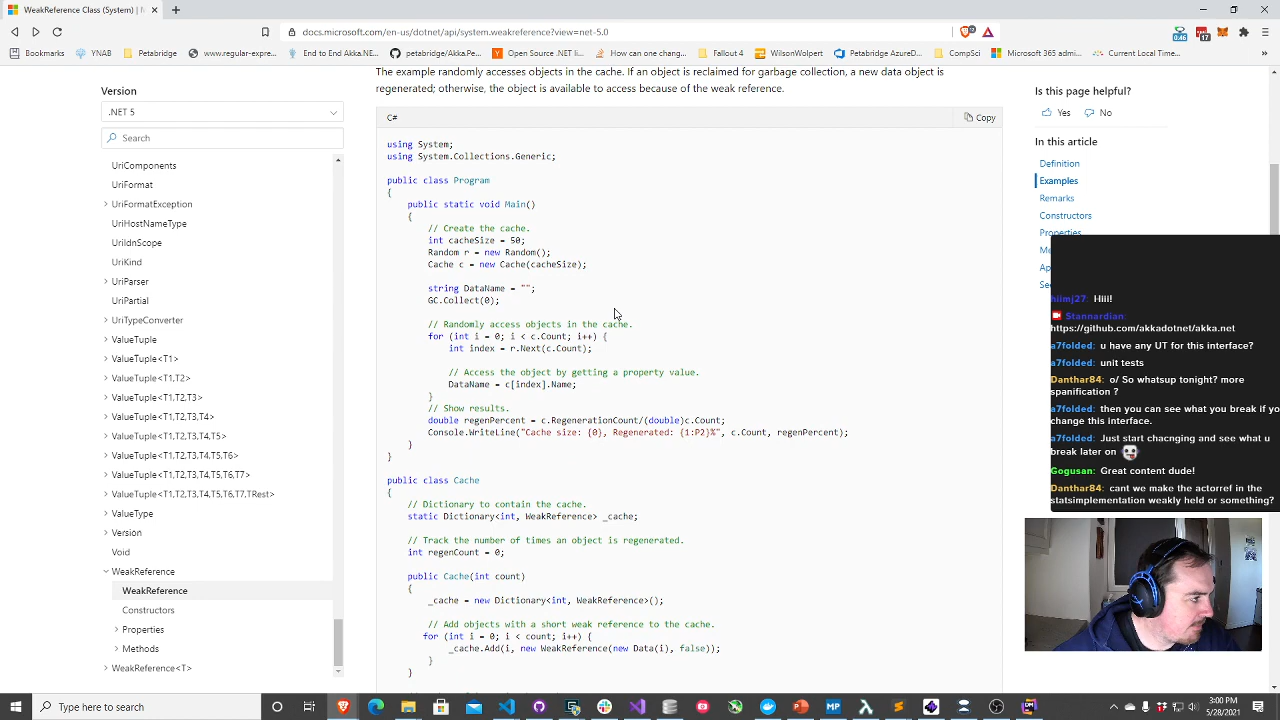 WeakReference Class (System) | M
docs.microsoft.com/en-us/dotnet/api/system.weakreference?view=net-5.0
Bookmarks
YNAB
Petabridge
www.regular-expre...
End to End Akka.NE...
petabridge/Akka.Cre...
Open Source .NET li...
How can one chang...
Fallout 4
WilsonWolpert
Petabridge AzureD...
CompSci
Microsoft 365 admi...
Current Local Time...
»
Version
.NET 5
Search
UriComponents
UriFormat
UriFormatException
UriHostNameType
UriIdnScope
UriKind
UriParser
UriPartial
UriTypeConverter
ValueTuple
ValueTuple<T1>
ValueTuple<T1,T2>
ValueTuple<T1,T2,T3>
ValueTuple<T1,T2,T3,T4>
ValueTuple<T1,T2,T3,T4,T5>
ValueTuple<T1,T2,T3,T4,T5,T6>
ValueTuple<T1,T2,T3,T4,T5,T6,T7>
ValueTuple<T1,T2,T3,T4,T5,T6,T7,TRest>
ValueType
Version
Void
WeakReference
WeakReference
Constructors
Properties
Methods
WeakReference<T>
The example randomly accesses objects in the cache. If an object is reclaimed for garbage collection, a new data object is
regenerated; otherwise, the object is available to access because of the weak reference.
C#
Copy
using System;
using System.Collections.Generic;
public class Program
{
public static void Main()
{
// Create the cache.
int cacheSize = 50;
Random r = new Random();
Cache c = new Cache(cacheSize);
string DataName = "";
GC.Collect(0);
// Randomly access objects in the cache.
for (int i = 0; i < c.Count; i++) {
int index = r.Next(c.Count);
// Access the object by getting a property value.
DataName = c[index].Name;
}
// Show results.
double regenPercent = c.RegenerationCount/(double)c.Count;
Console.WriteLine("Cache size: {0}, Regenerated: {1:P2}%", c.Count, regenPercent);
}
}
public class Cache
{
// Dictionary to contain the cache.
static Dictionary<int, WeakReference> _cache;
// Track the number of times an object is regenerated.
int regenCount = 0;
public Cache(int count)
{
_cache = new Dictionary<int, WeakReference>();
// Add objects with a short weak reference to the cache.
for (int i = 0; i < count; i++) {
_cache.Add(i, new WeakReference(new Data(i), false));
}
}
Is this page helpful?
Yes
No
In this article
Definition
Examples
Remarks
Constructors
Properties
Me
Ap
Se
hiimj27: Hiii!
Stannardian:
https://github.com/akkadotnet/akka.net
a7folded: u have any UT for this interface?
a7folded: unit tests
Danthar84: o/ So whatsup tonight? more
spanification ?
a7folded: then you can see what you break if yo
change this interface.
a7folded: Just start chacnging and see what u
break later on
Gogusan: Great content dude!
Danthar84: cant we make the actorref in the
statsimplementation weakly held or something?
Type here to search
3:00 PM
5/28/2021